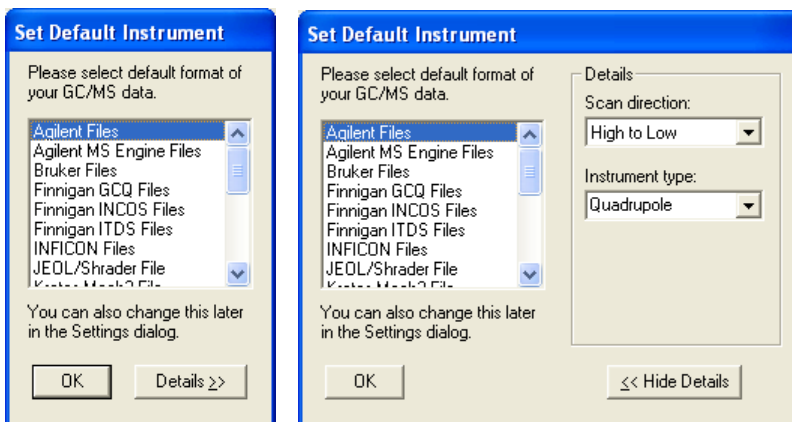 Set Default Instrument
Please select default format of
your GC/MS data.
Agilent Files
Agilent MS Engine Files
Bruker Files
Finnigan GCQ Files
Finnigan INCOS Files
Finnigan ITDS Files
INFICON Files
JEOL/Shrader File
You can also change this later
in the Settings dialog.
OK
Details >>
Set Default Instrument
Please select default format of
your GC/MS data.
Agilent Files
Agilent MS Engine Files
Bruker Files
Finnigan GCQ Files
Finnigan INCOS Files
Finnigan ITDS Files
INFICON Files
JEOL/Shrader File
You can also change this later
in the Settings dialog.
OK
Details
Scan direction:
High to Low
Instrument type:
Quadrupole
<< Hide Details